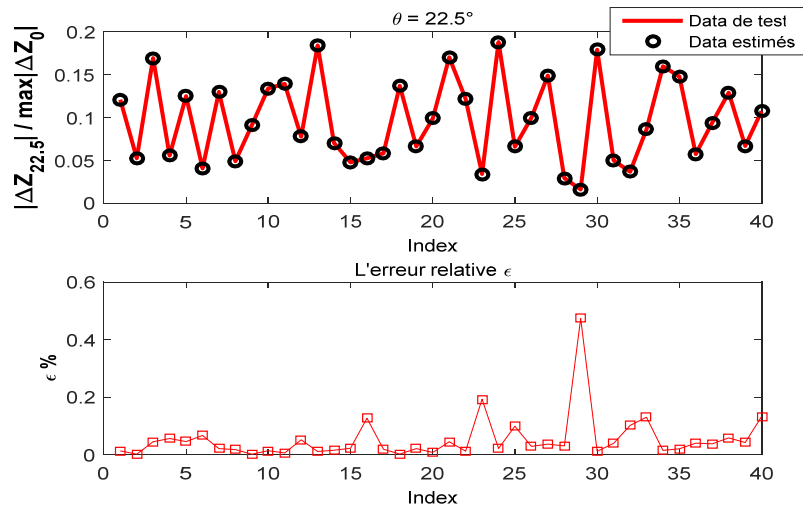 θ = 22.5°
Data de test
Data estimés
|ΔZ22.5| / max|ΔZ0|
0.2
0.15
0.1
0.05
0
0 5 10 15 20 25 30 35 40
Index
L'erreur relative ϵ
ϵ %
0.6
0.4
0.2
0
0 5 10 15 20 25 30 35 40
Index